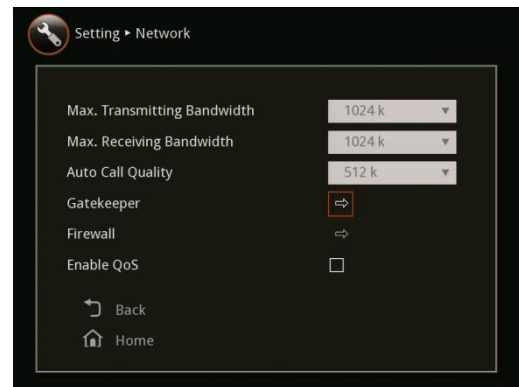 Setting ▸ Network
Max. Transmitting Bandwidth 1024 k
Max. Receiving Bandwidth 1024 k
Auto Call Quality 512 k
Gatekeeper
Firewall
Enable QoS
Back
Home